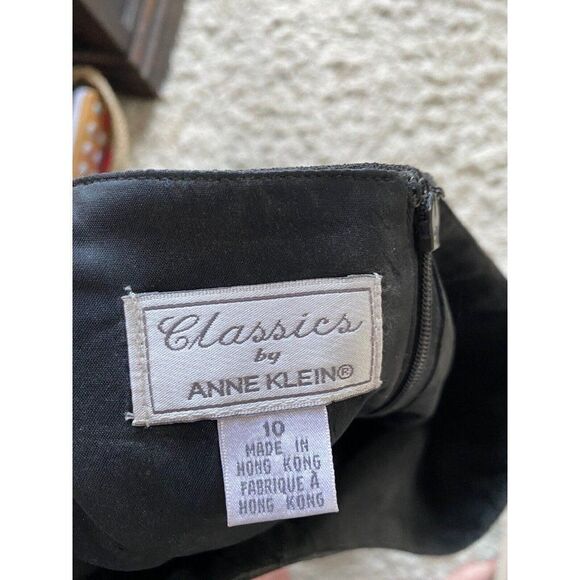 Classics
by
ANNE KLEIN®
10
MADE IN
HONG KONG
FABRIQUE À
HONG KONG